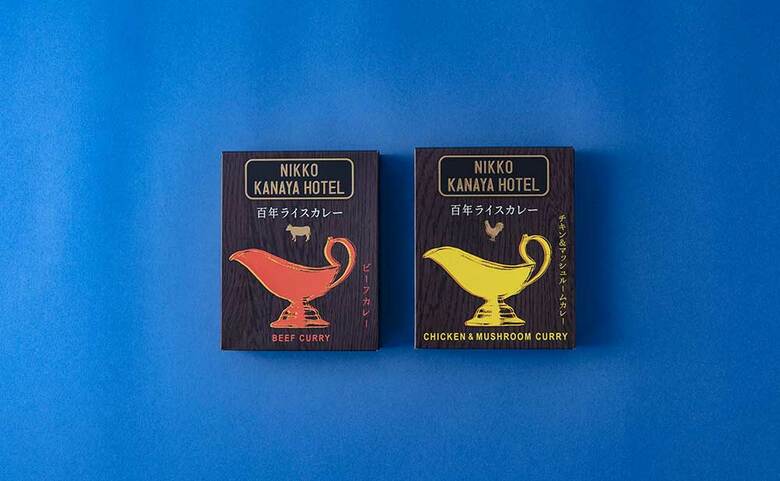 NIKKO
KANAYA HOTEL
百年ライスカレー
ビーフカレー
BEEF CURRY
NIKKO
KANAYA HOTEL
百年ライスカレー
チキン&マッシュルームカレー
CHICKEN & MUSHROOM CURRY